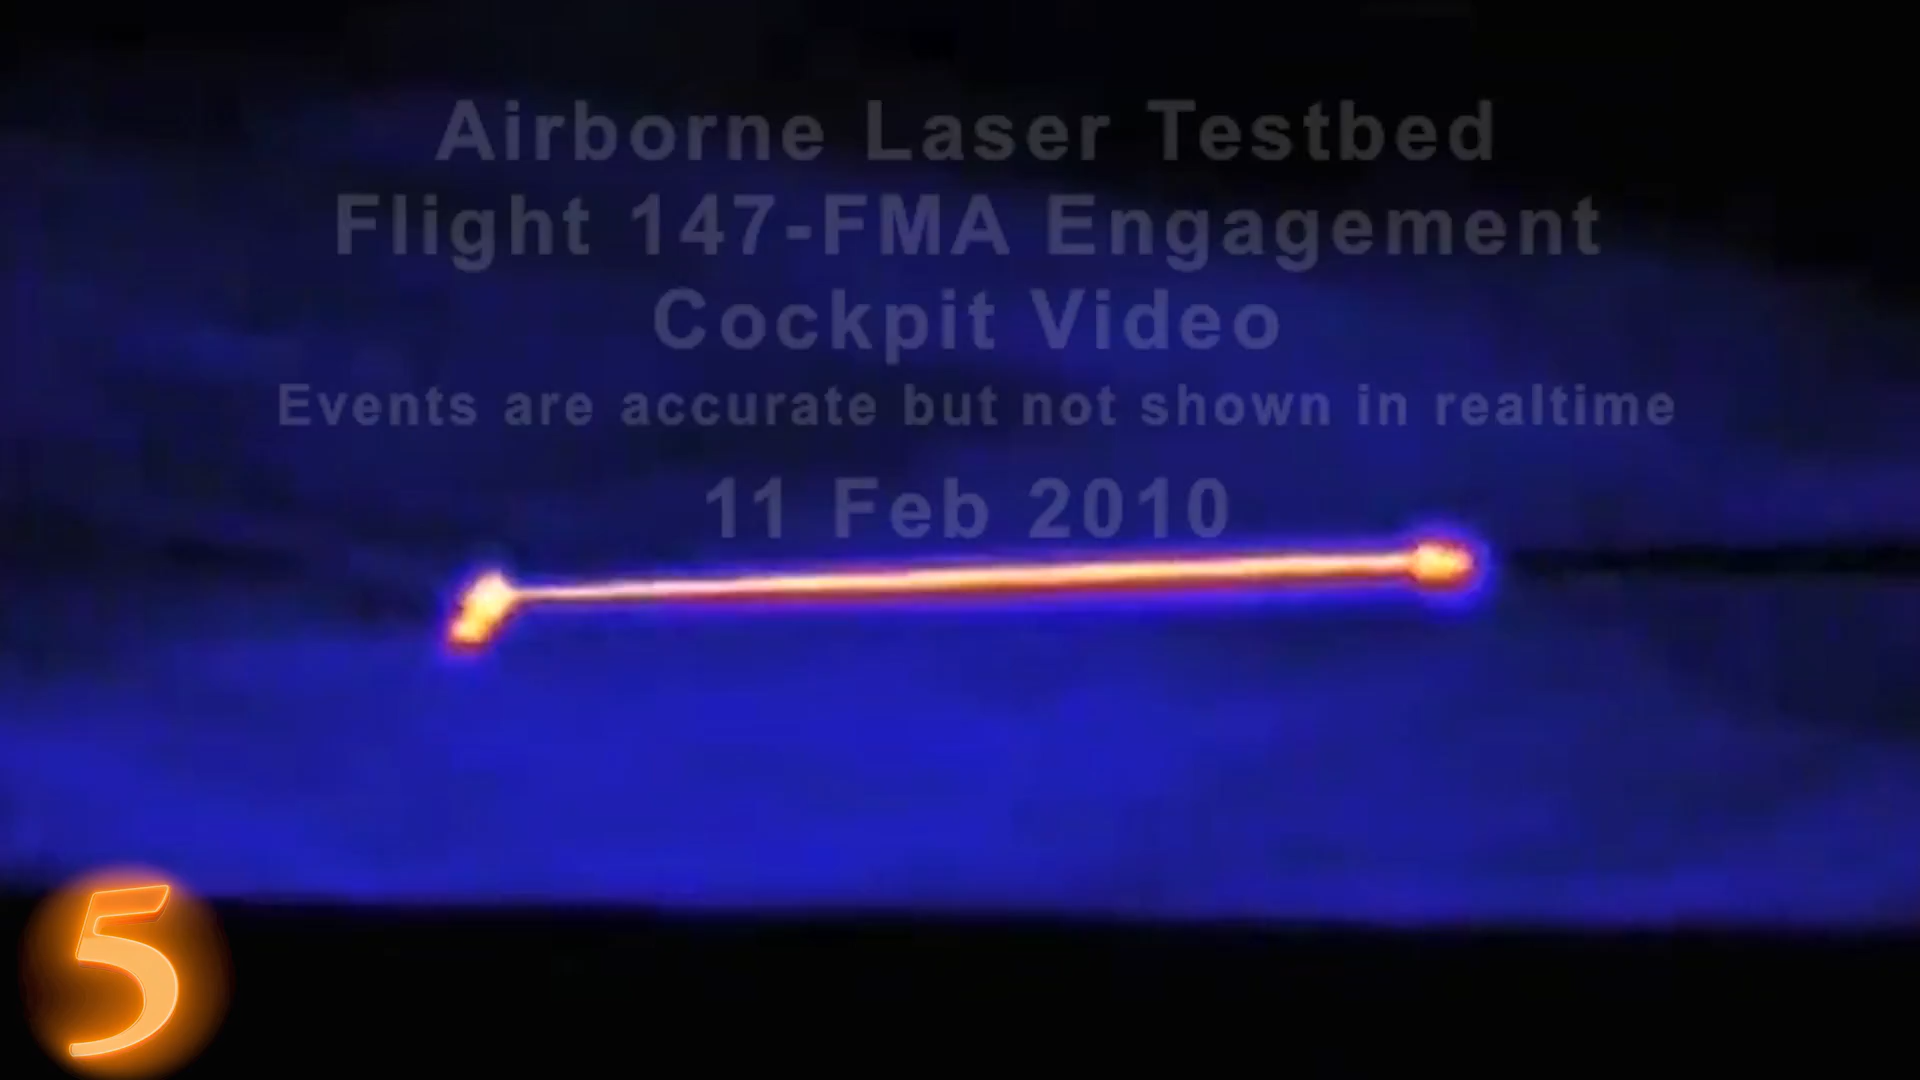 Airborne Laser Testbed
Flight 147-FMA Engagement
Cockpit Video
Events are accurate but not shown in realtime
11 Feb 2010
5